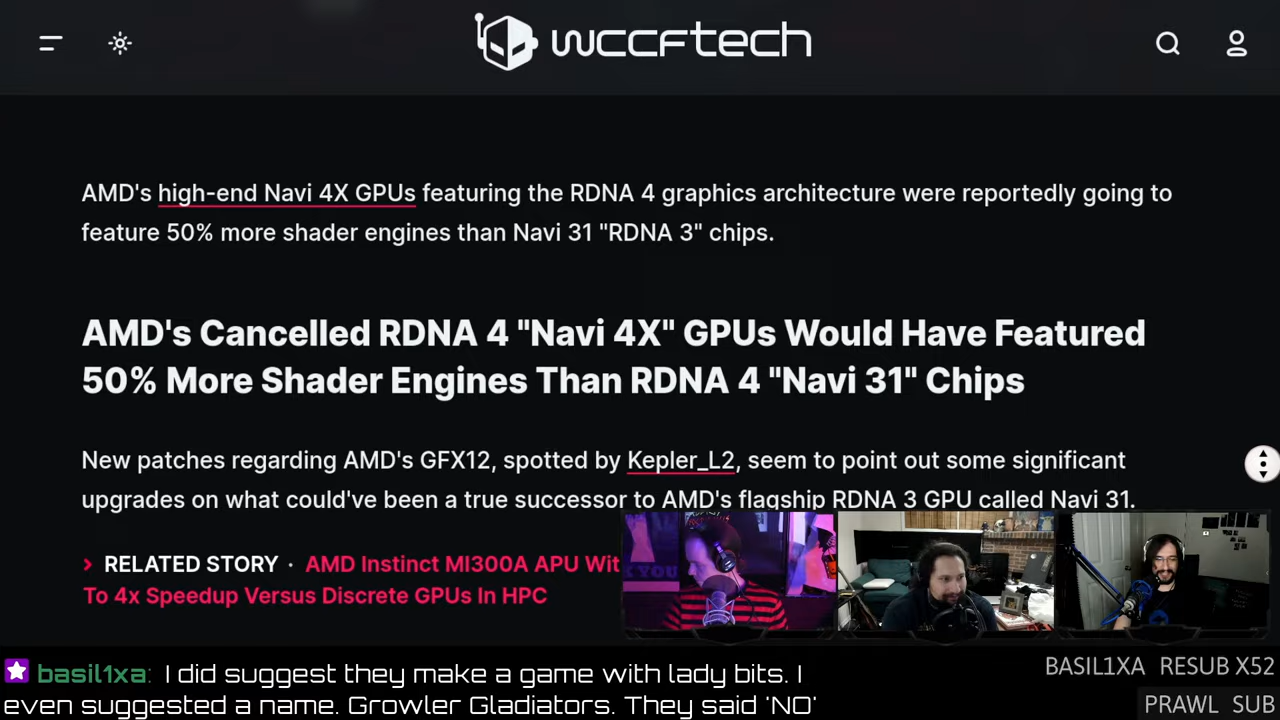 wccftech
AMD's high-end Navi 4X GPUs featuring the RDNA 4 graphics architecture were reportedly going to
feature 50% more shader engines than Navi 31 "RDNA 3" chips.
AMD's Cancelled RDNA 4 "Navi 4X" GPUs Would Have Featured
50% More Shader Engines Than RDNA 4 "Navi 31" Chips
New patches regarding AMD's GFX12, spotted by Kepler_L2, seem to point out some significant
upgrades on what could've been a true successor to AMD's flagship RDNA 3 GPU called Navi 31.
RELATED STORY · AMD Instinct MI300A APU Wit
To 4x Speedup Versus Discrete GPUs In HPC
basil1xa: I did suggest they make a game with lady bits. I
even suggested a name. Growler Gladiators. They said 'NO'
BASIL1XA RESUB X52
PRAWL SUB